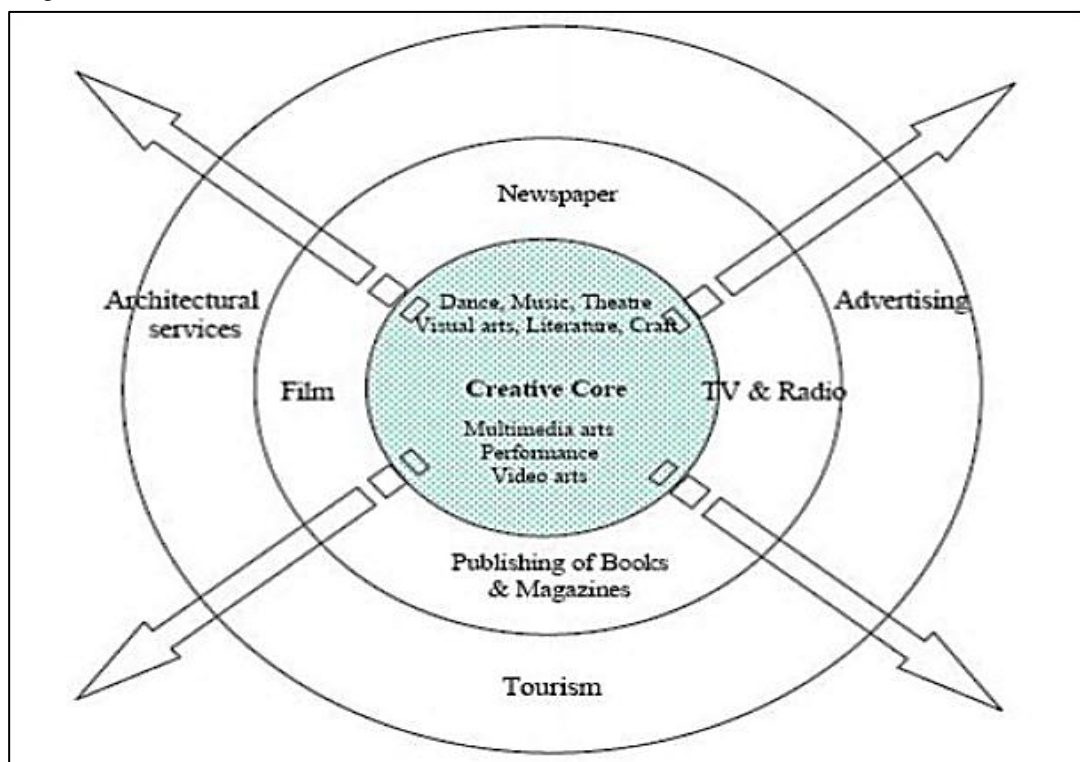 Newspaper
Dance, Music, Theatre
Visual arts, Literature, Craft
Architectural
services
Advertising
Film
Creative Core
TV & Radio
Multimedia arts
Performance
Video arts
Publishing of Books
& Magazines
Tourism